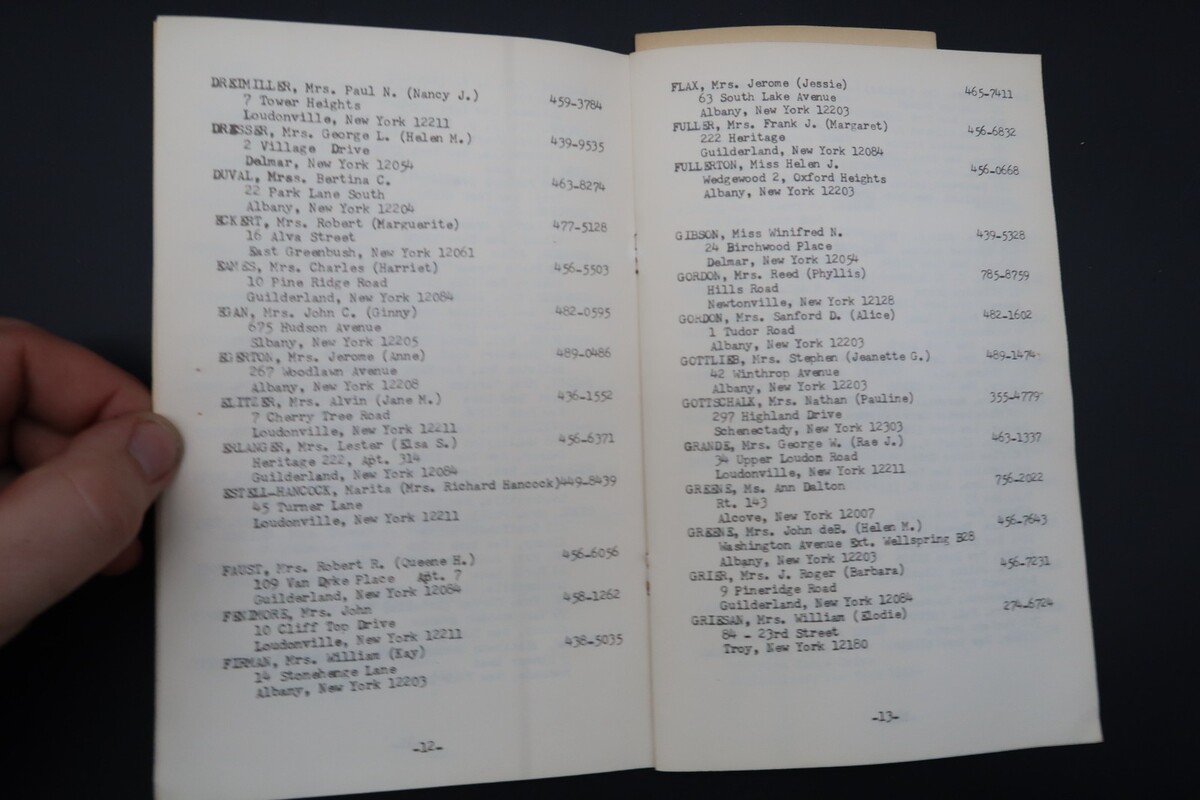 DREIMILLER, Mrs. Paul N. (Nancy J.) 459-3784
7 Tower Heights
Loudonville, New York 12211
DRESSER, Mrs. George L. (Helen M.) 439-9535
2 Village Drive
Delmar, New York 12054
DUVAL, Mrs. Bertina C. 463-8274
22 Park Lane South
Albany, New York 12204
ECKERT, Mrs. Robert (Marguerite) 477-5128
16 Alva Street
East Greenbush, New York 12061
EAMES, Mrs. Charles (Harriet) 456-5503
10 Pine Ridge Road
Guilderland, New York 12084
EGAN, Mrs. John C. (Ginny) 482-0595
675 Hudson Avenue
Slbany, New York 12205
EGERTON, Mrs. Jerome (Anne) 489-0486
267 Woodlawn Avenue
Albany, New York 12208
ELITZER, Mrs. Alvin (Jane M.) 436-1552
7 Cherry Tree Road
Loudonville, New York 12211
ERLANGER, Mrs. Lester (Elsa S.) 456-6371
Heritage 222, Apt. 314
Guilderland, New York 12084
ESTELL-HANCOCK, Marita (Mrs. Richard Hancock)449-8439
45 Turner Lane
Loudonville, New York 12211
FAUST, Mrs. Robert R. (Queene H.) 456-6056
109 Van Dyke Place Apt. 7
Guilderland, New York 12084
FENIMORE, Mrs. John 458-1262
10 Cliff Top Drive
Loudonville, New York 12211
FIRMAN, Mrs. William (Kay) 438-5035
14 Stonehenge Lane
Albany, New York 12203
-12-
FLAX, Mrs. Jerome (Jessie) 465-7411
63 South Lake Avenue
Albany, New York 12203
FULLER, Mrs. Frank J. (Margaret) 456-6832
222 Heritage
Guilderland, New York 12084
FULLERTON, Miss Helen J. 456-0668
Wedgewood 2, Oxford Heights
Albany, New York 12203
GIBSON, Miss Winifred N. 439-5328
24 Birchwood Place
Delmar, New York 12054
GORDON, Mrs. Reed (Phyllis) 785-8759
Hills Road
Newtonville, New York 12128
GORDON, Mrs. Sanford D. (Alice) 482-1602
1 Tudor Road
Albany, New York 12203
GOTTLIEB, Mrs. Stephen (Jeanette G.) 489-1474
42 Winthrop Avenue
Albany, New York 12203
GOTTSCHALK, Mrs. Nathan (Pauline) 355-4779
297 Highland Drive
Schenectady, New York 12303
GRANDE, Mrs. George W. (Rae J.) 463-1337
34 Upper Loudon Road
Loudonville, New York 12211
GREENE, Ms. Ann Dalton 756-2022
Rt. 143
Alcove, New York 12007
GREENE, Mrs. John deB. (Helen M.) 456-7643
Washington Avenue Ext. Wellspring B28
Albany, New York 12203
GRIER, Mrs. J. Roger (Barbara) 456-7231
9 Pineridge Road
Guilderland, New York 12084
GRIESAN, Mrs. William (Elodie) 274-6724
84 - 23rd Street
Troy, New York 12180
-13-